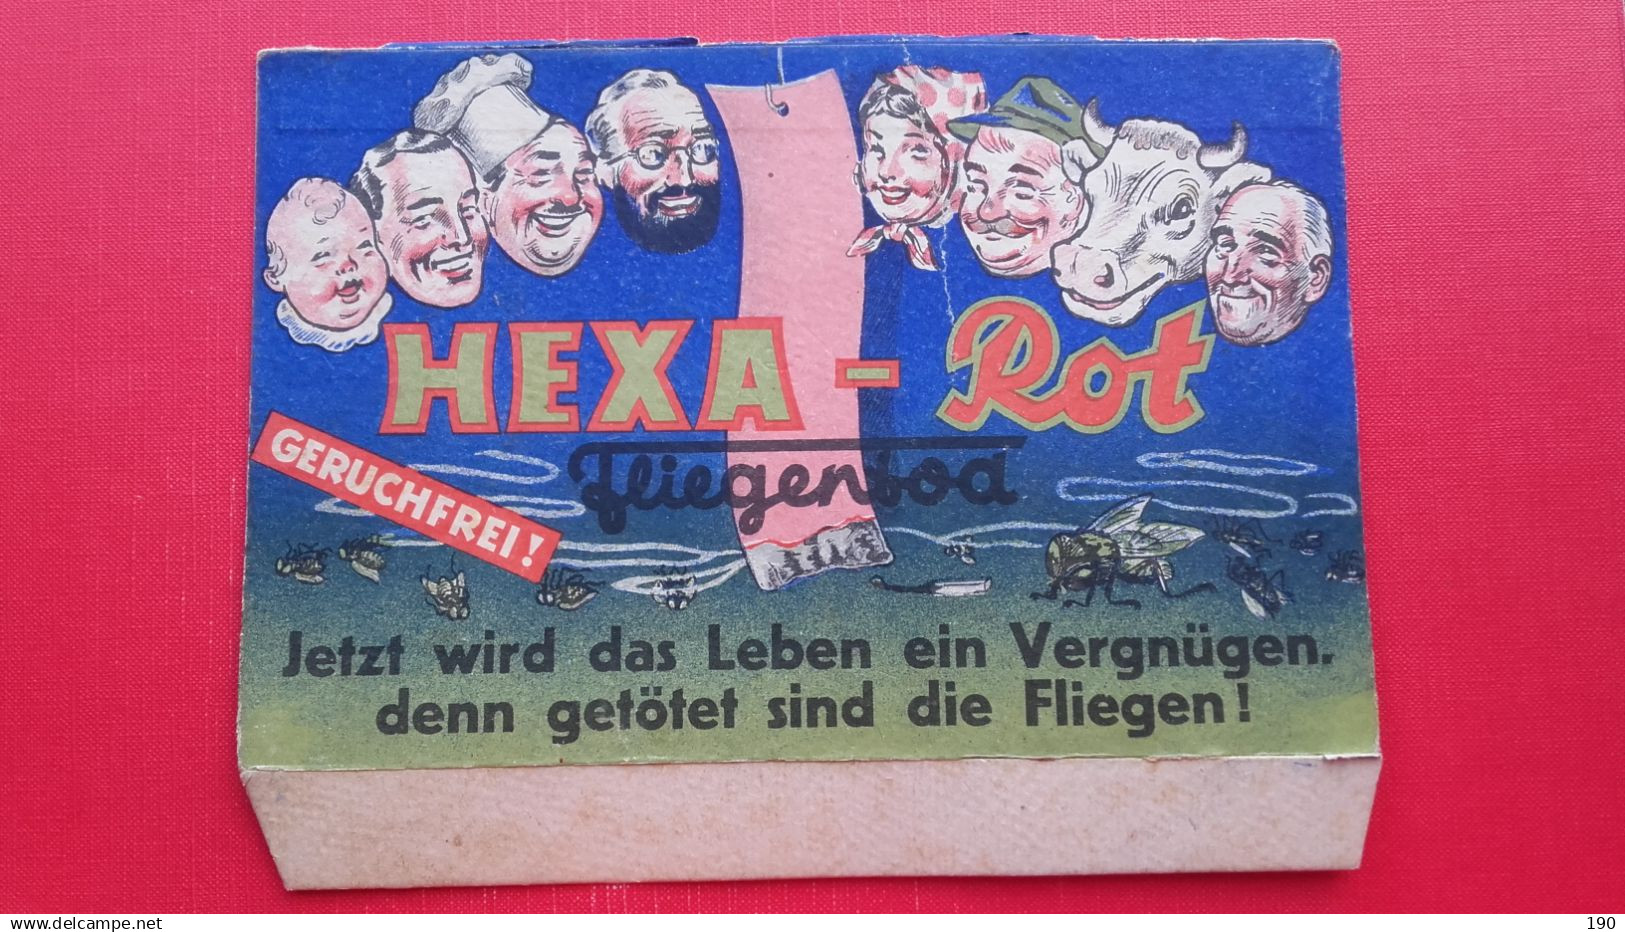 HEXA - Rot
Fliegentod
GERUCHFREI!
Jetzt wird das Leben ein Vergnügen.
denn getötet sind die Fliegen!
www.delcampe.net
milan62
190